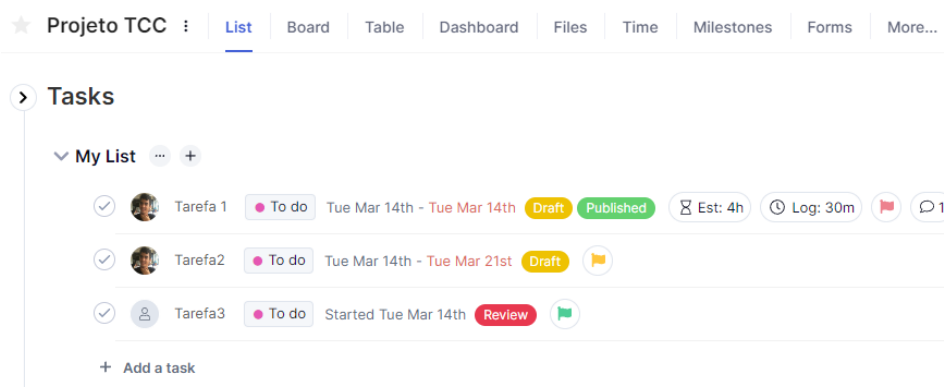 Projeto TCC List Board Table Dashboard Files Time Milestones Forms More...
Tasks
My List
Tarefa 1 To do Tue Mar 14th - Tue Mar 14th Draft Published Est: 4h Log: 30m 1
Tarefa2 To do Tue Mar 14th - Tue Mar 21st Draft
Tarefa3 To do Started Tue Mar 14th Review
+ Add a task